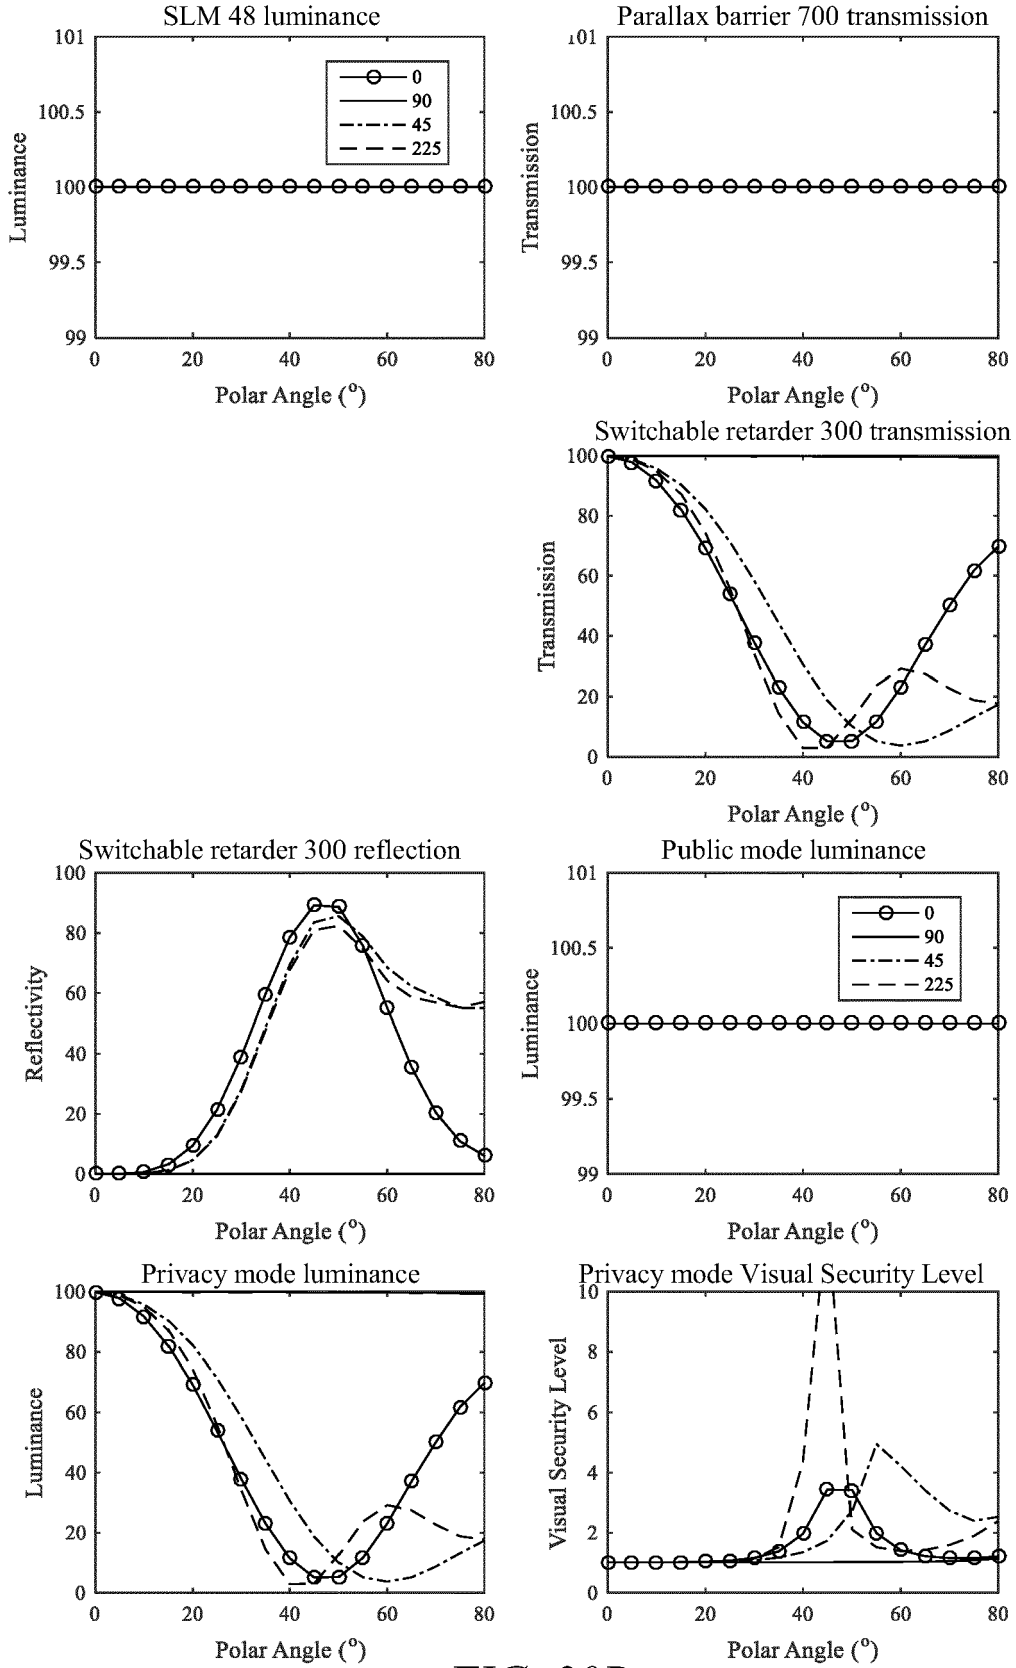 SLM 48 luminance
101
100.5
100
99.5
99
Luminance
0
90
45
225
0 20 40 60 80
Polar Angle (o)
Parallax barrier 700 transmission
101
100.5
100
99.5
99
Transmission
0 20 40 60 80
Polar Angle (o)
Switchable retarder 300 transmission
100
80
60
40
20
0
Transmission
0 20 40 60 80
Polar Angle (o)
Switchable retarder 300 reflection
100
80
60
40
20
0
Reflectivity
0 20 40 60 80
Polar Angle (o)
Public mode luminance
101
100.5
100
99.5
99
Luminance
0
90
45
225
0 20 40 60 80
Polar Angle (o)
Privacy mode luminance
100
80
60
40
20
0
Luminance
0 20 40 60 80
Polar Angle (o)
Privacy mode Visual Security Level
10
8
6
4
2
0
Visual Security Level
0 20 40 60 80
Polar Angle (o)